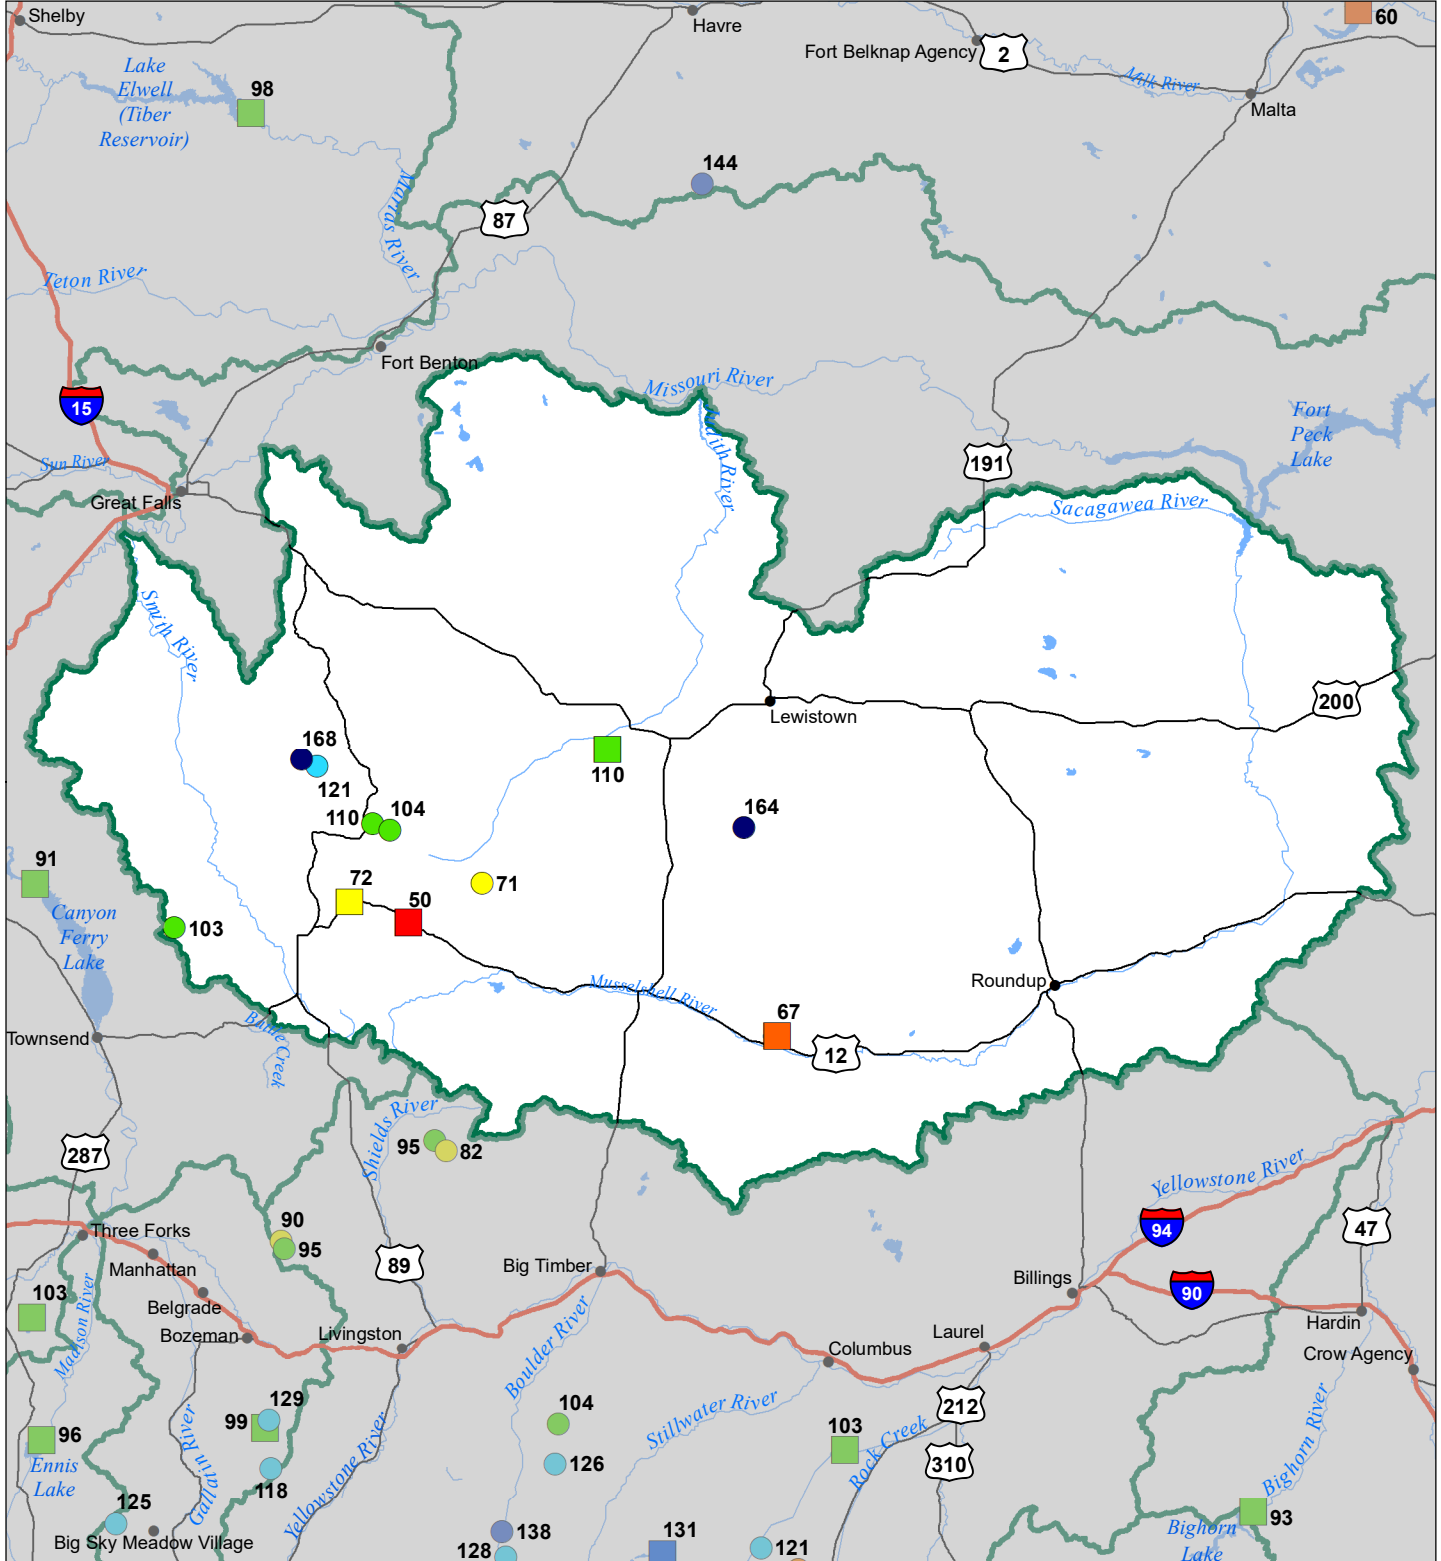 Shelby
Havre
60
Fort Belknap Agency
2
Lake
Elwell
(Tiber
Reservoir)
98
Milk River
Malta
144
Marias River
87
Teton River
Fort Benton
Missouri River
15
Judith River
Fort
Peck
Lake
Sun River
191
Great Falls
Sacagawea River
Smith River
200
Lewistown
168
121
110
110
104
164
91
72
71
50
Canyon
Ferry
Lake
103
Musselshell River
Roundup
67
12
Townsend
Battle Creek
Shields River
95
82
287
Yellowstone River
90
95
Three Forks
Manhattan
89
Big Timber
94
47
Billings
90
103
Belgrade
Madison River
Bozeman
Livingston
Boulder River
Laurel
Columbus
Hardin
Crow Agency
129
99
104
Stillwater River
212
103
Rock Creek
96
Ennis
Lake
Gallatin River
118
Yellowstone River
126
310
Bighorn River
125
Big Sky Meadow Village
138
128
131
121
93
Bighorn
Lake